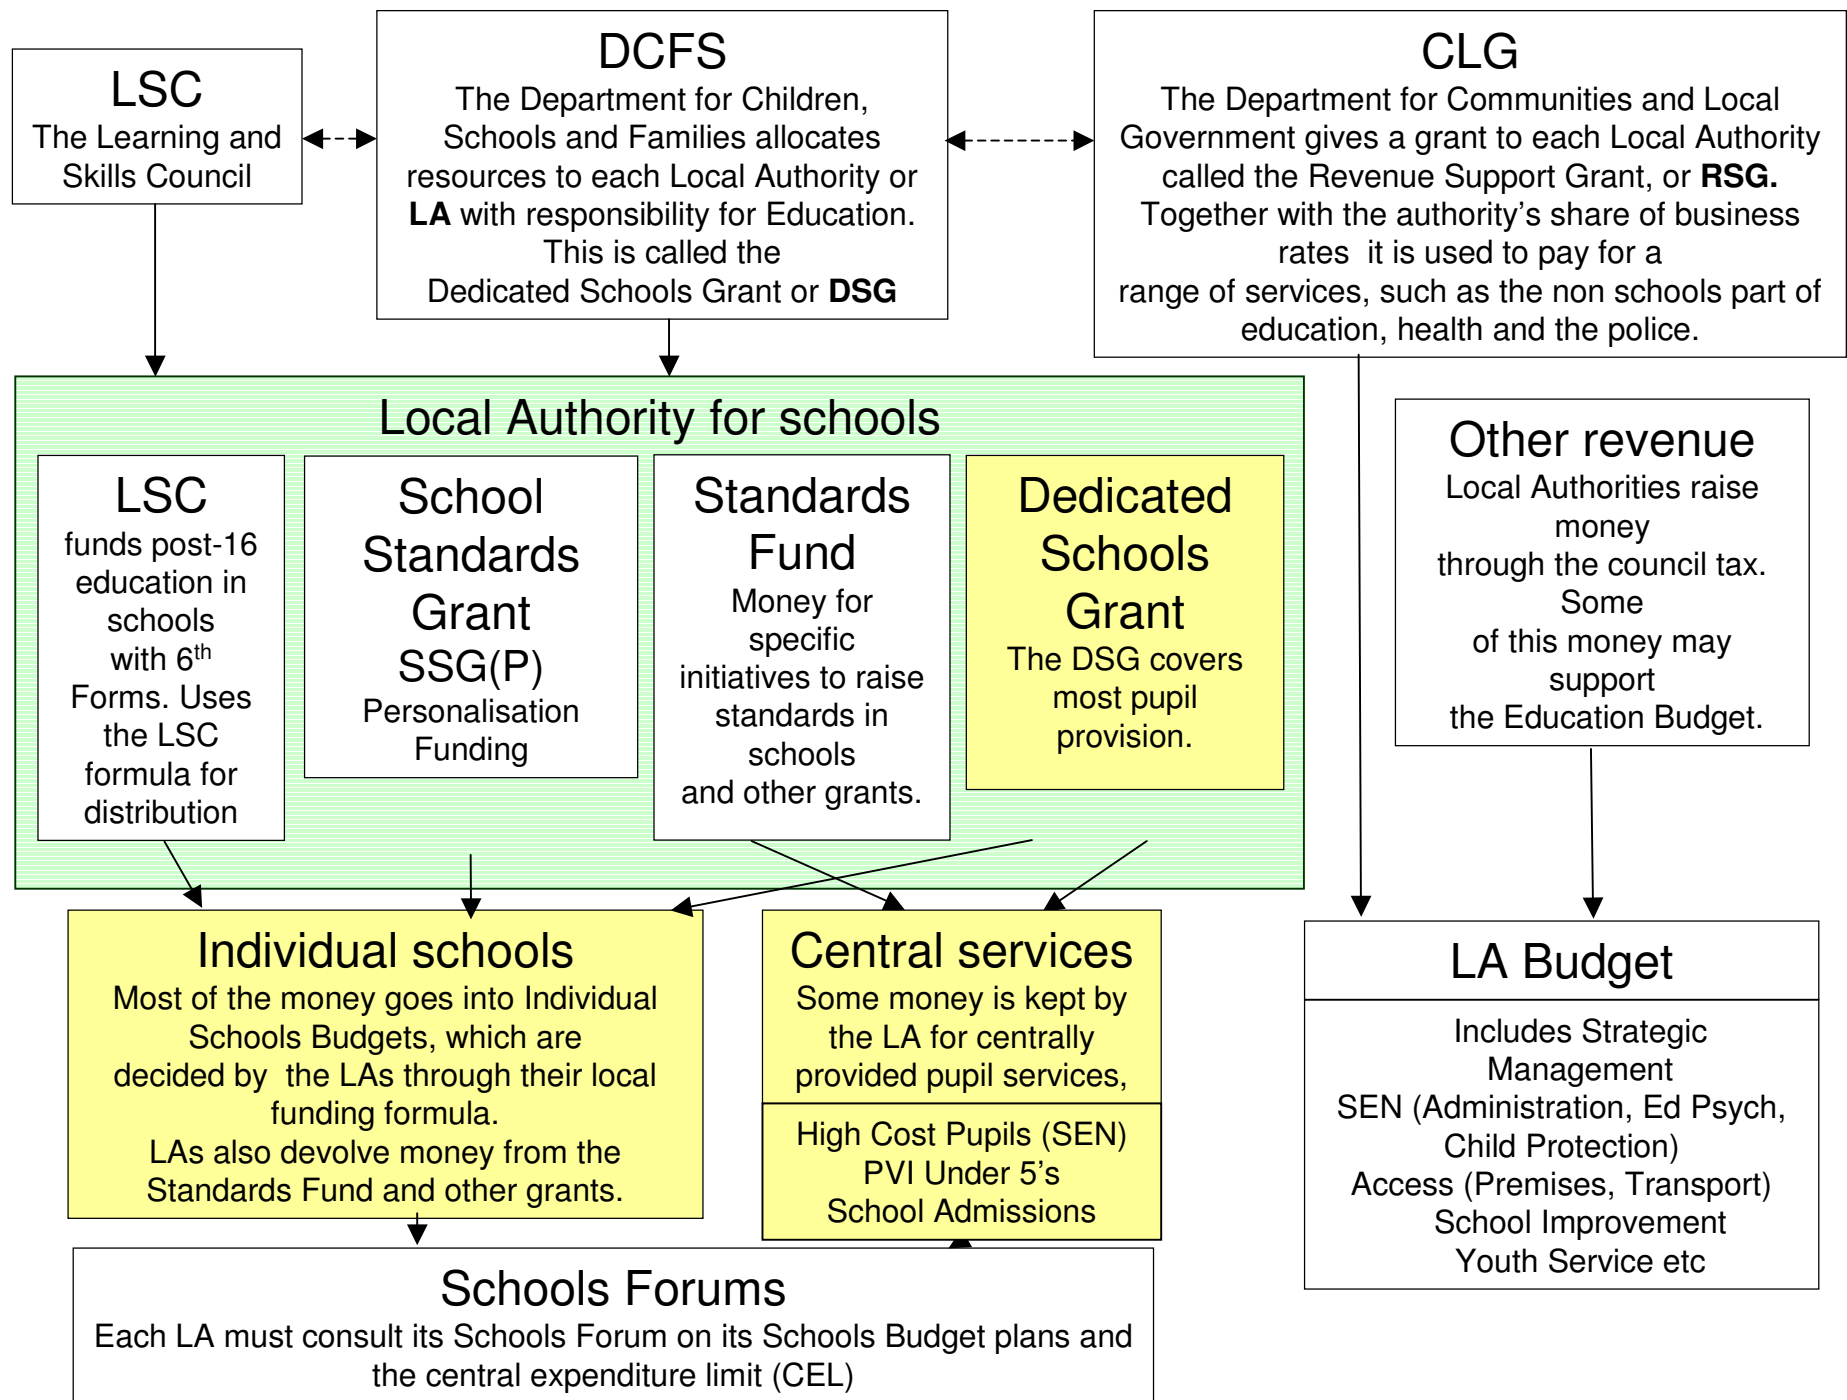 LSC
The Learning and
Skills Council
DCFS
The Department for Children,
Schools and Families allocates
resources to each Local Authority or
LA with responsibility for Education.
This is called the
Dedicated Schools Grant or DSG
CLG
The Department for Communities and Local
Government gives a grant to each Local Authority
called the Revenue Support Grant, or RSG.
Together with the authority’s share of business
rates  it is used to pay for a
range of services, such as the non schools part of
education, health and the police.
Local Authority for schools
LSC
funds post-16
education in
schools
with 6th
Forms. Uses
the LSC
formula for
distribution
School
Standards
Grant
SSG(P)
Personalisation
Funding
Standards
Fund
Money for
specific
initiatives to raise
standards in
schools
and other grants.
Dedicated
Schools
Grant
The DSG covers
most pupil
provision.
Other revenue
Local Authorities raise
money
through the council tax.
Some
of this money may
support
the Education Budget.
Individual schools
Most of the money goes into Individual
Schools Budgets, which are
decided by  the LAs through their local
funding formula.
LAs also devolve money from the
Standards Fund and other grants.
Central services
Some money is kept by
the LA for centrally
provided pupil services,
High Cost Pupils (SEN)
PVI Under 5’s
School Admissions
LA Budget
Includes Strategic
Management
SEN (Administration, Ed Psych,
Child Protection)
Access (Premises, Transport)
School Improvement
Youth Service etc
Schools Forums
Each LA must consult its Schools Forum on its Schools Budget plans and
the central expenditure limit (CEL)